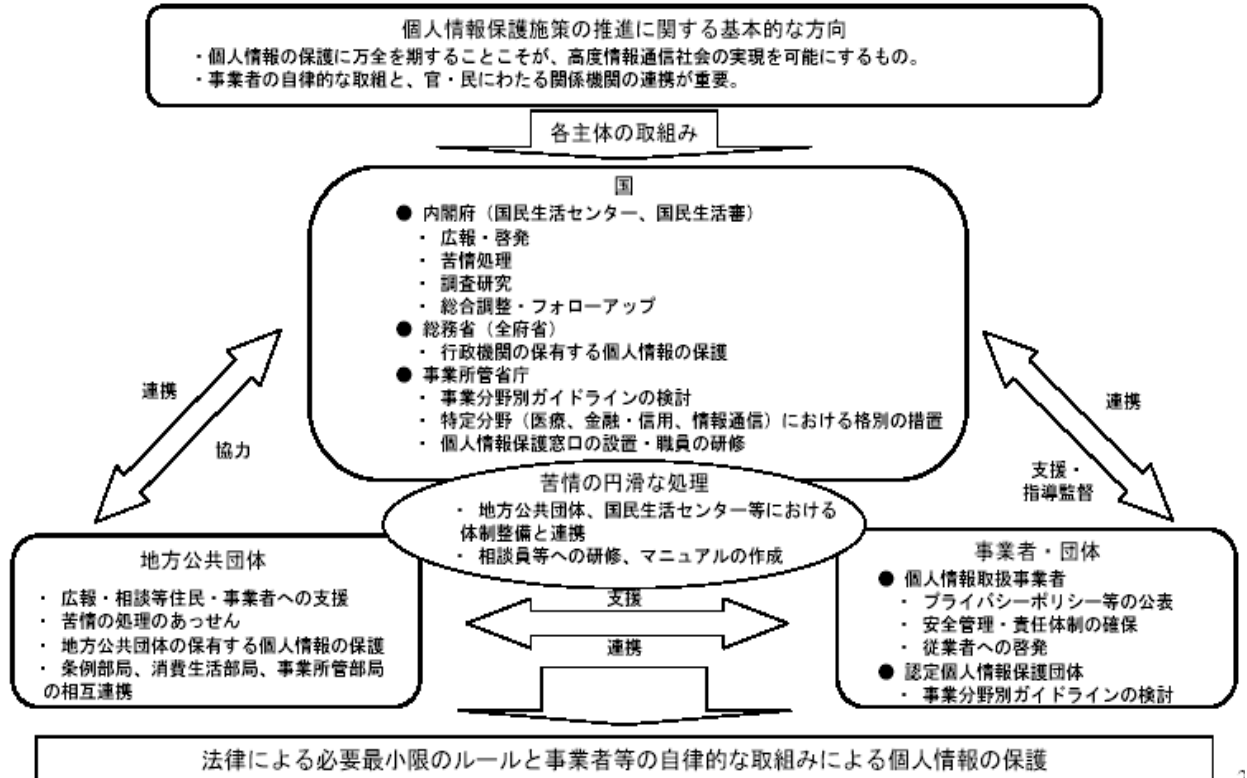 個人情報保護施策の推進に関する基本的な方向
・個人情報の保護に万全を期することこそが、高度情報通信社会の実現を可能にするもの。
・事業者の自律的な取組と、官・民にわたる関係機関の連携が重要。
各主体の取組み
国
● 内閣府（国民生活センター、国民生活審）
・ 広報・啓発
・ 苦情処理
・ 調査研究
・ 総合調整・フォローアップ
● 総務省（全府省）
・ 行政機関の保有する個人情報の保護
● 事業所管省庁
・ 事業分野別ガイドラインの検討
・ 特定分野（医療、金融・信用、情報通信）における格別の措置
・ 個人情報保護窓口の設置・職員の研修
連携
協力
連携
支援・
指導監督
苦情の円滑な処理
・ 地方公共団体、国民生活センター等における
体制整備と連携
・ 相談員等への研修、マニュアルの作成
地方公共団体
・ 広報・相談等住民・事業者への支援
・ 苦情の処理のあっせん
・ 地方公共団体の保有する個人情報の保護
・ 条例部局、消費生活部局、事業所管部局
の相互連携
支援
連携
事業者・団体
● 個人情報取扱事業者
・ プライバシーポリシー等の公表
・ 安全管理・責任体制の確保
・ 従業者への啓発
● 認定個人情報保護団体
・ 事業分野別ガイドラインの検討
法律による必要最小限のルールと事業者等の自律的な取組みによる個人情報の保護